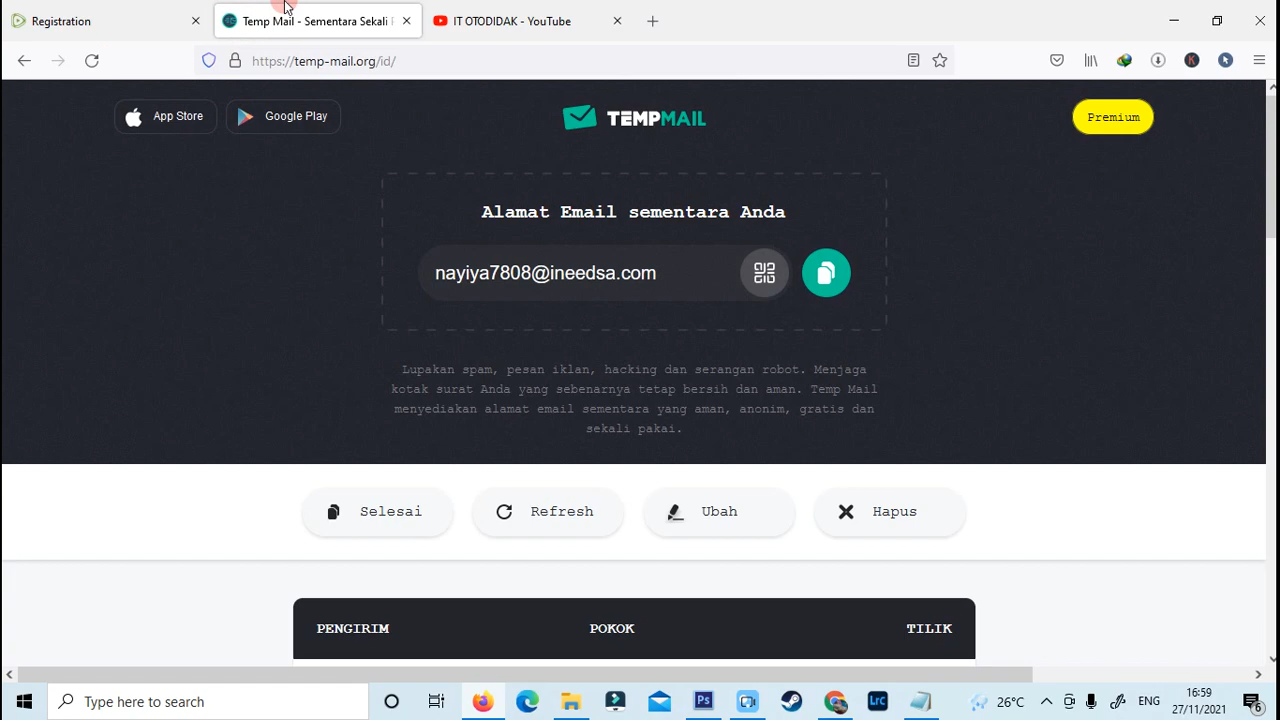 Registration
Temp Mail - Sementara Sekali
IT OTODIDAK - YouTube
https://temp-mail.org/id/
App Store
Google Play
TEMPMAIL
Premium
Alamat Email sementara Anda
nayiya7808@ineedsa.com
Lupakan spam, pesan iklan, hacking dan serangan robot. Menjaga
kotak surat Anda yang sebenarnya tetap bersih dan aman. Temp Mail
menyediakan alamat email sementara yang aman, anonim, gratis dan
sekali pakai.
Selesai
Refresh
Ubah
Hapus
PENGIRIM
POKOK
TILIK
Type here to search
Ps
Lrc
26°C
ENG
16:59
27/11/2021
6